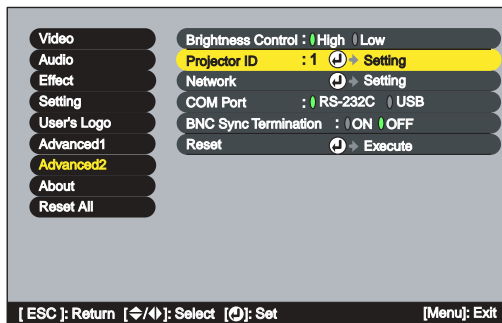 Video
Audio
Effect
Setting
User's Logo
Advanced1
Advanced2
About
Reset All
Brightness Control : High Low
Projector ID : 1 Setting
Network Setting
COM Port : RS-232C USB
BNC Sync Termination : ON OFF
Reset Execute
[ ESC ]: Return [ / ]: Select [ ]: Set [Menu]: Exit